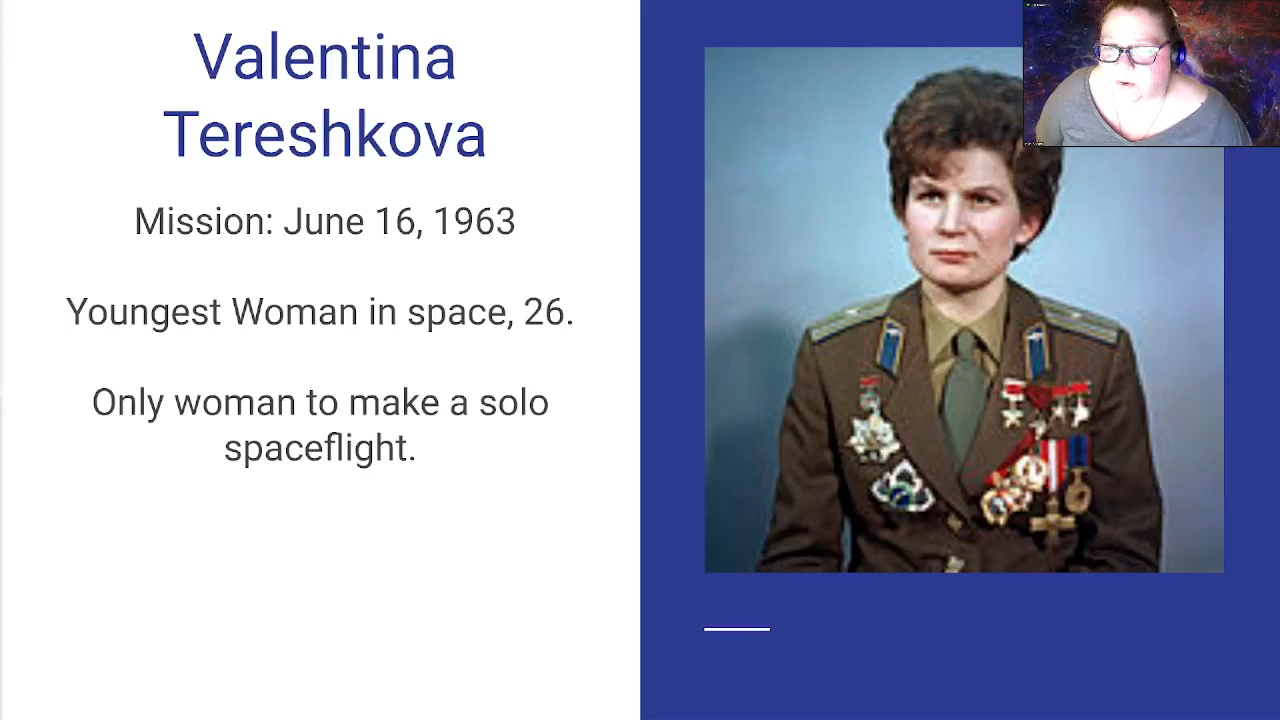 Valentina
Tereshkova
Mission: June 16, 1963
Youngest Woman in space, 26.
Only woman to make a solo
spaceflight.